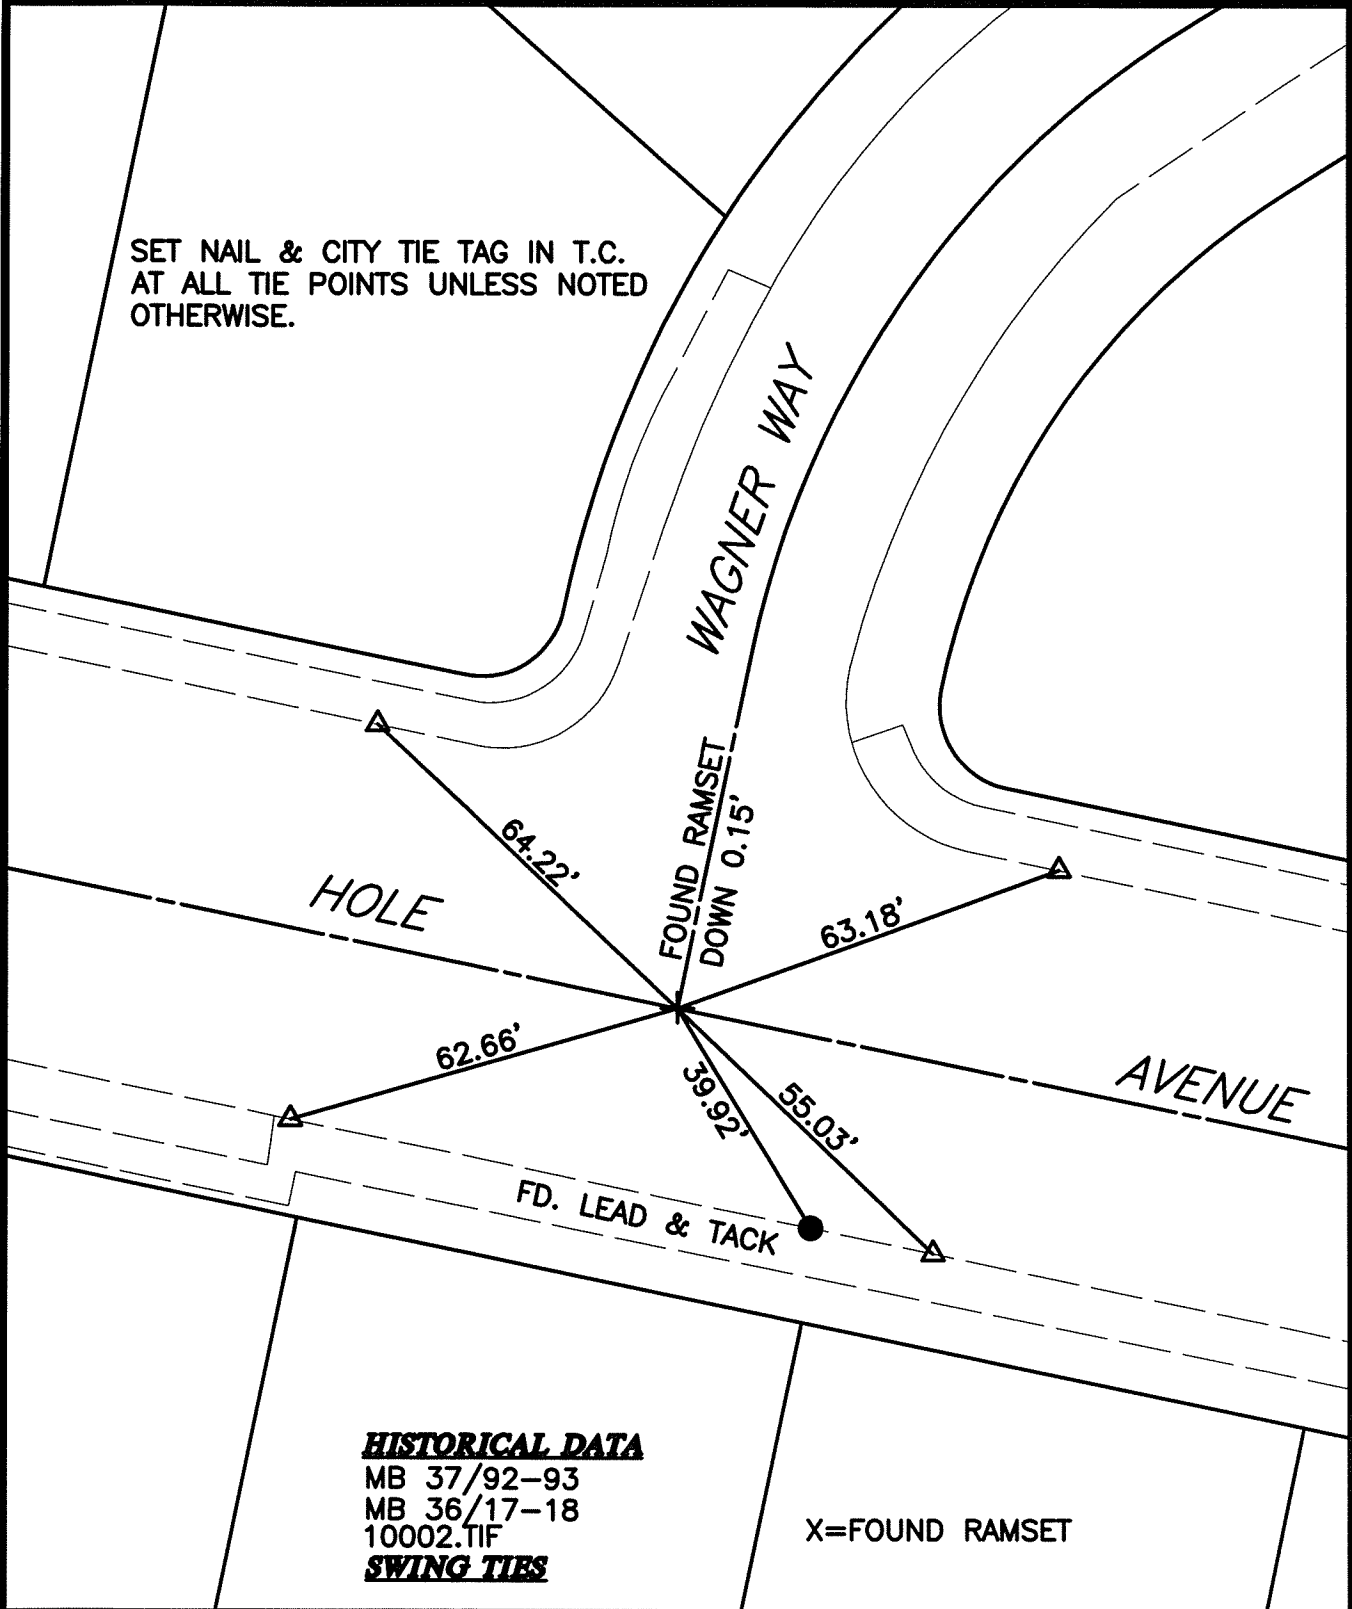 SET NAIL & CITY TIE TAG IN T.C.
AT ALL TIE POINTS UNLESS NOTED
OTHERWISE.
WAGNER WAY
FOUND RAMSET
DOWN 0.15'
64.22'
HOLE
63.18'
62.66'
39.92'
55.03'
AVENUE
FD. LEAD & TACK
HISTORICAL DATA
MB 37/92-93
MB 36/17-18
10002.TIF
SWING TIES
X=FOUND RAMSET